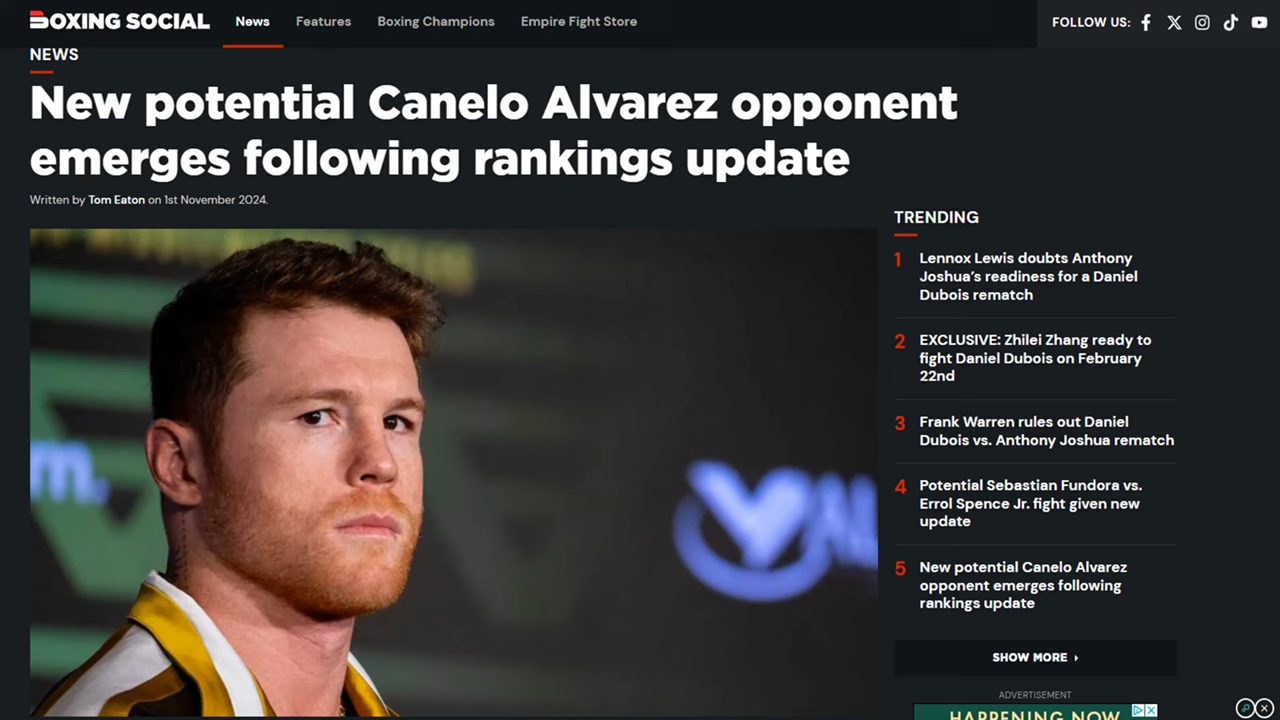 BOXING SOCIAL
News
Features
Boxing Champions
Empire Fight Store
FOLLOW US:
NEWS
New potential Canelo Alvarez opponent
emerges following rankings update
Written by Tom Eaton on 1st November 2024.
TRENDING
1
Lennox Lewis doubts Anthony
Joshua's readiness for a Daniel
Dubois rematch
2
EXCLUSIVE: Zhilei Zhang ready to
fight Daniel Dubois on February
22nd
3
Frank Warren rules out Daniel
Dubois vs. Anthony Joshua rematch
4
Potential Sebastian Fundora vs.
Errol Spence Jr. fight given new
update
5
New potential Canelo Alvarez
opponent emerges following
rankings update
SHOW MORE
ADVERTISEMENT
HAPPENING NOW